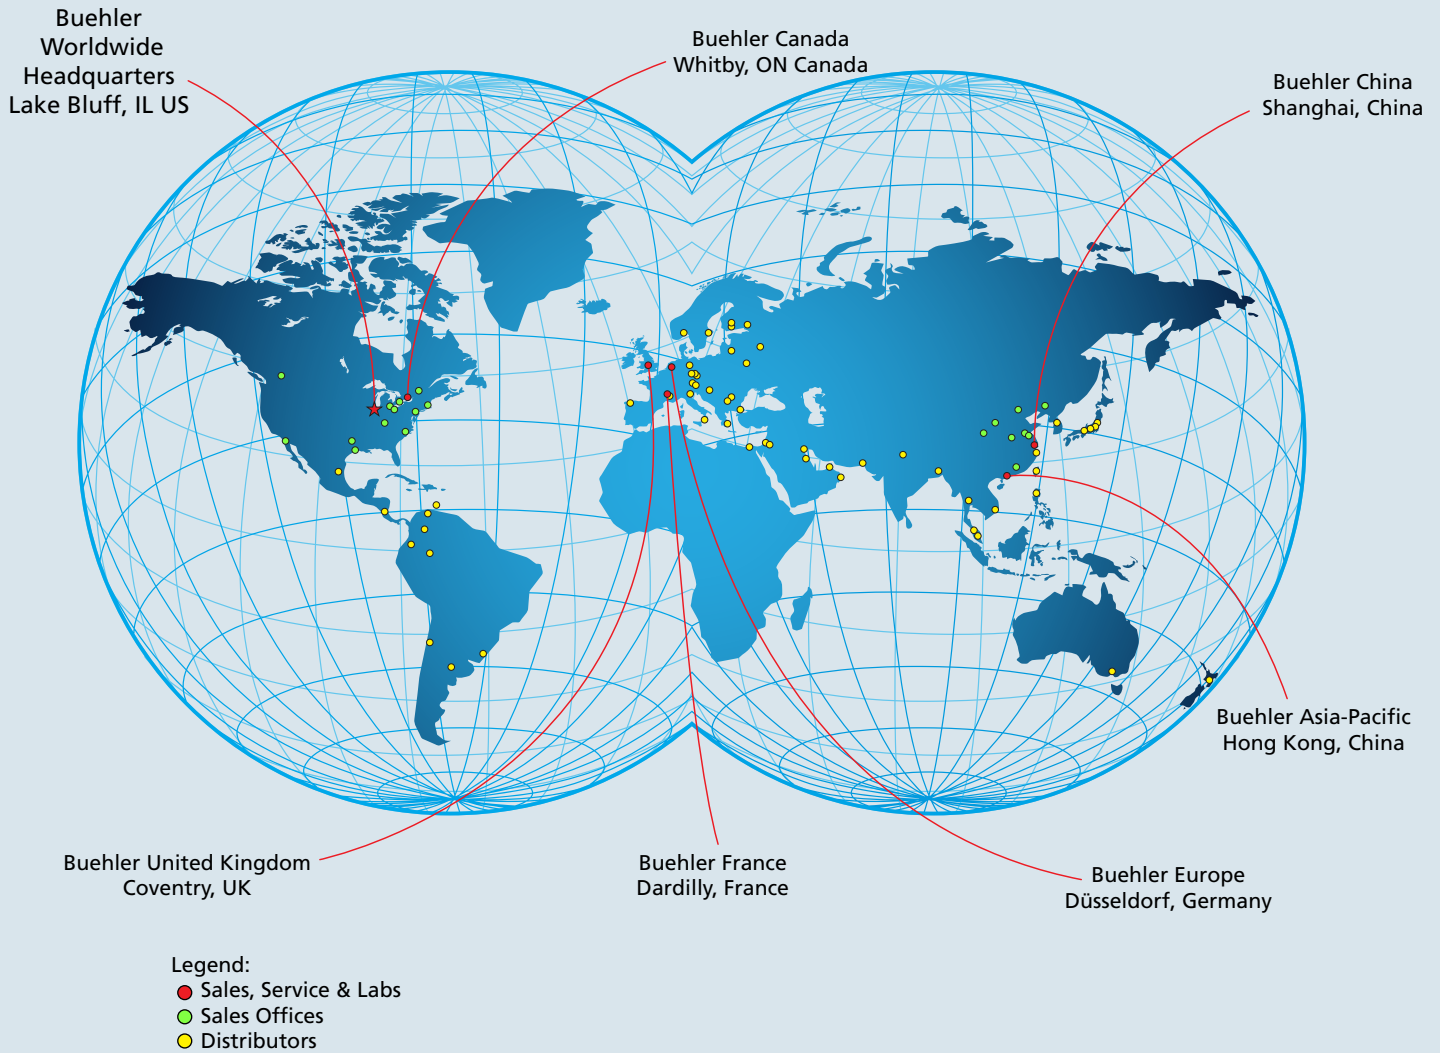 Buehler
Worldwide
Headquarters
Lake Bluff, IL US
Buehler Canada
Whitby, ON Canada
Buehler China
Shanghai, China
Buehler Asia-Pacific
Hong Kong, China
Buehler United Kingdom
Coventry, UK
Buehler France
Dardilly, France
Buehler Europe
Düsseldorf, Germany
Legend:
Sales, Service & Labs
Sales Offices
Distributors